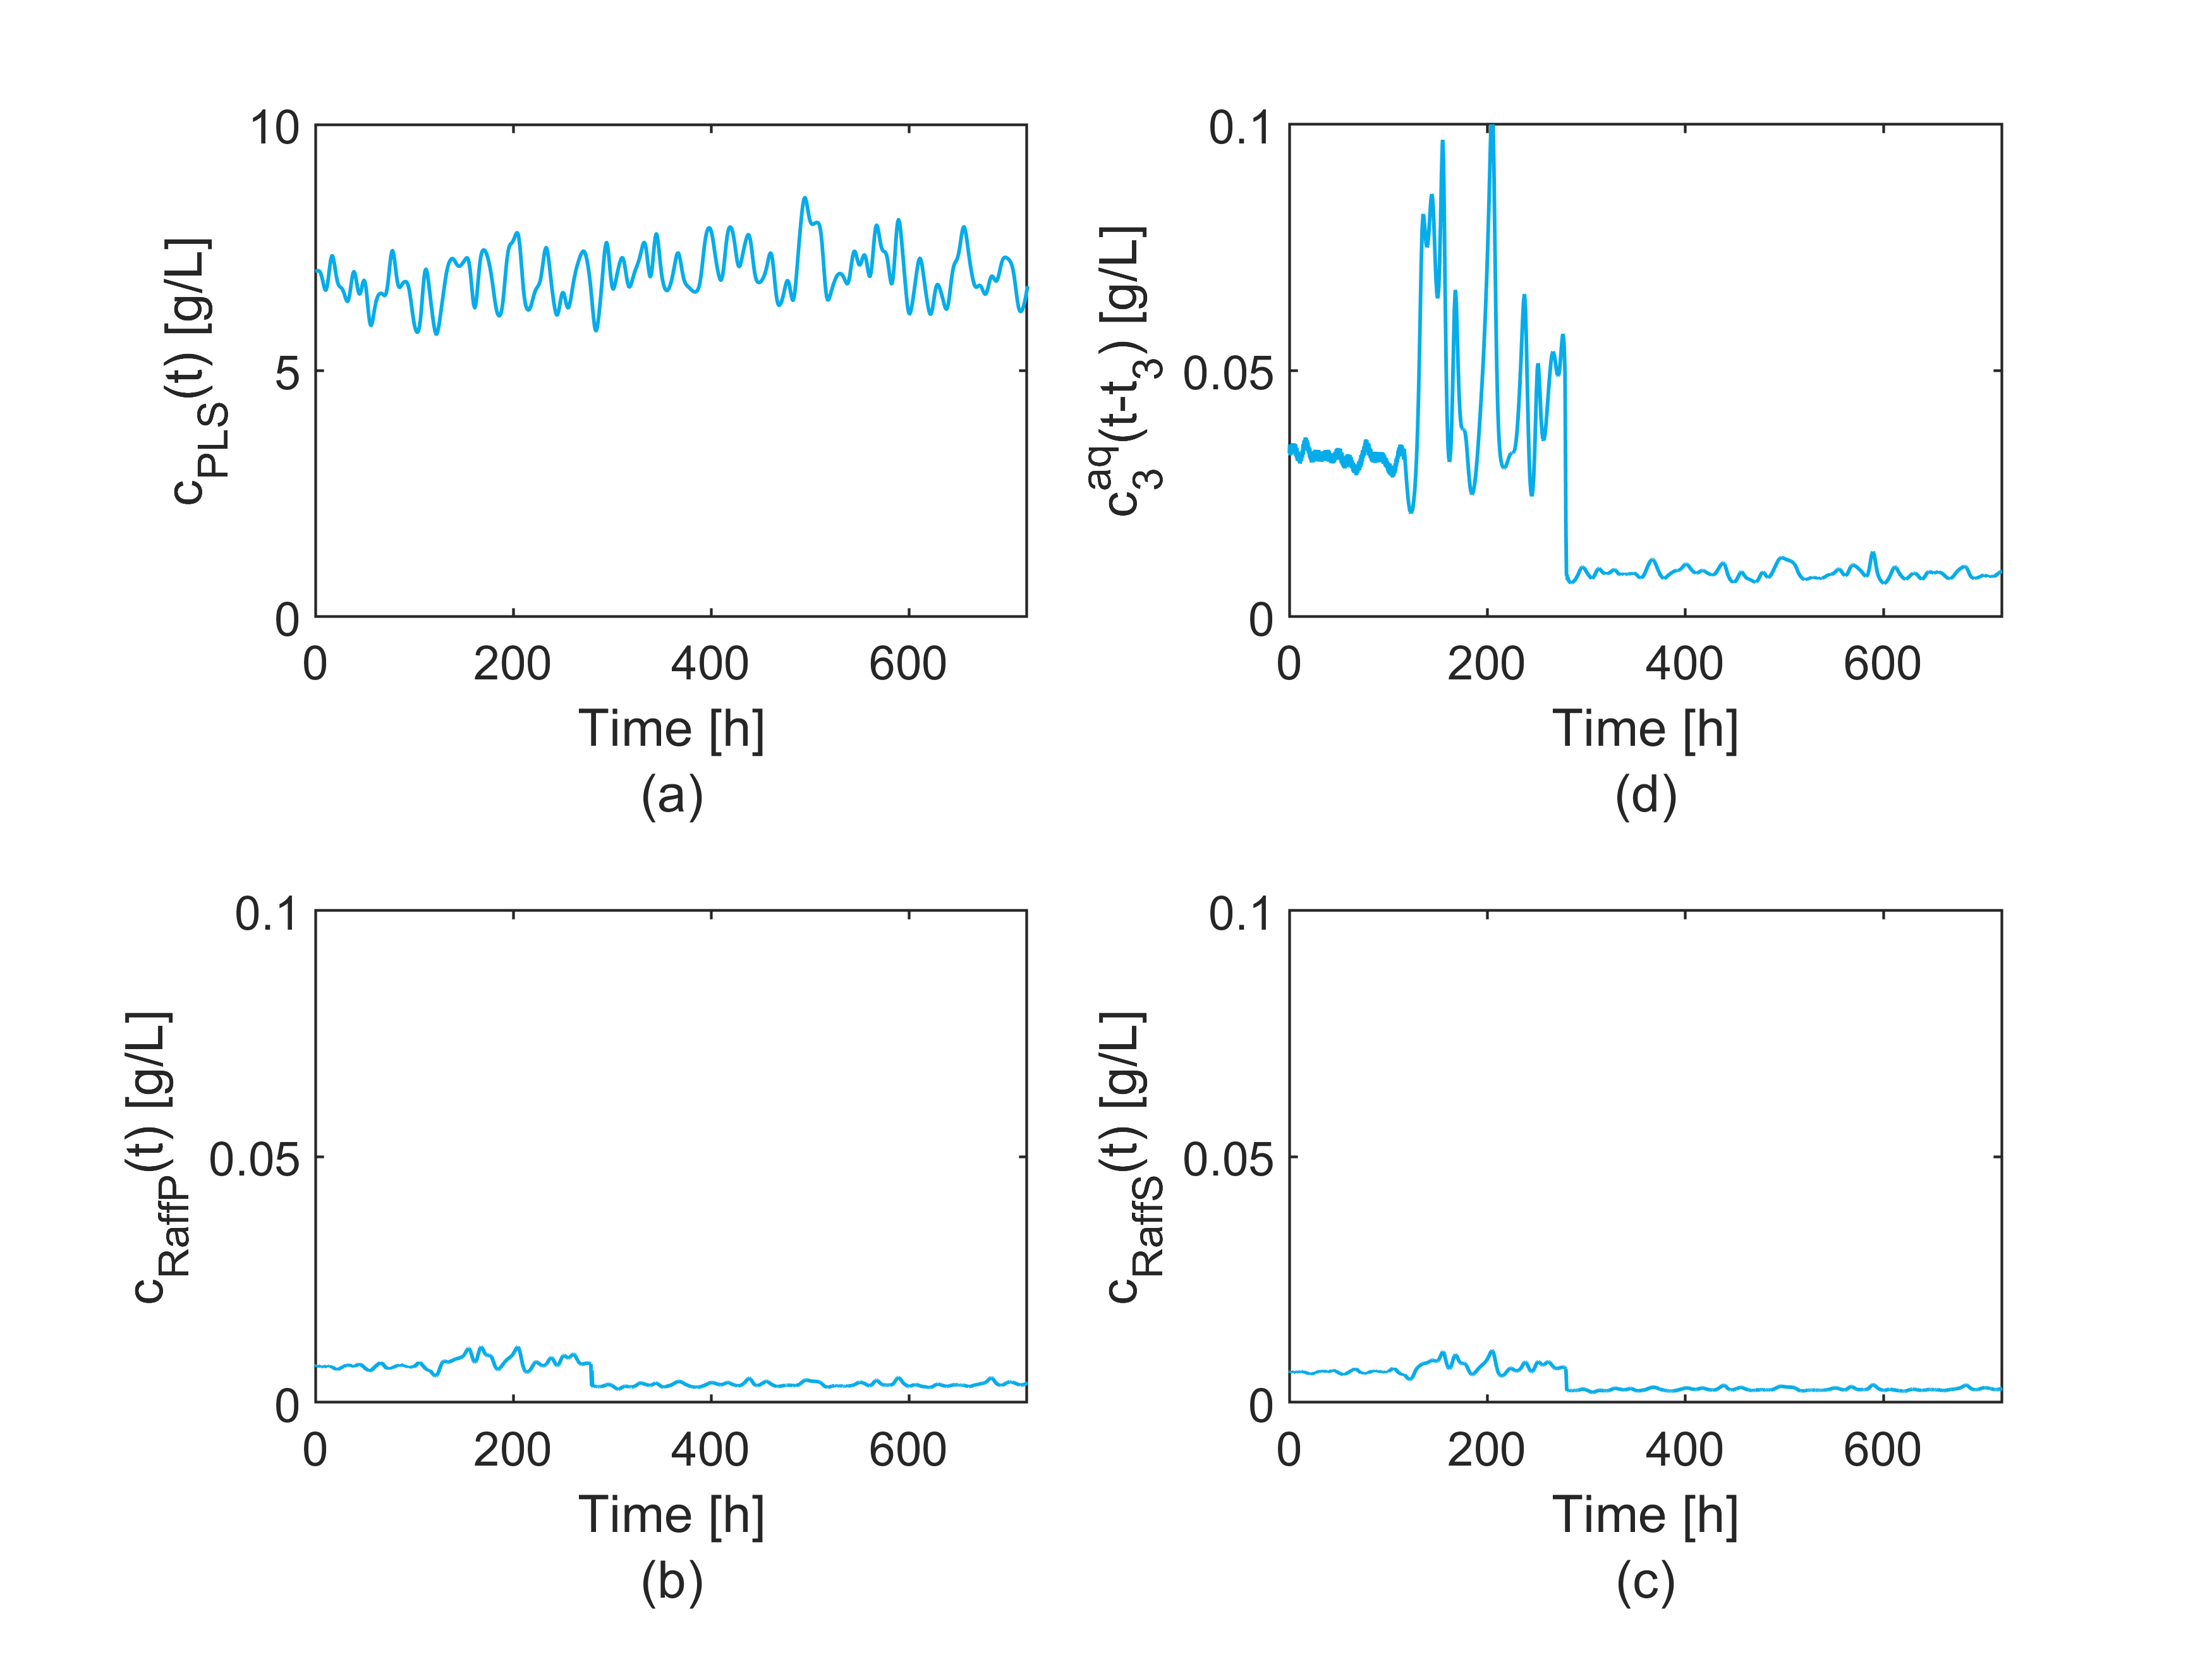 c_PLS(t) [g/L]
10
5
0
0 200 400 600
Time [h]
(a)
c_3^aq(t-t_3) [g/L]
0.1
0.05
0
0 200 400 600
Time [h]
(d)
c_RaffP(t) [g/L]
0.1
0.05
0
0 200 400 600
Time [h]
(b)
c_RaffS(t) [g/L]
0.1
0.05
0
0 200 400 600
Time [h]
(c)